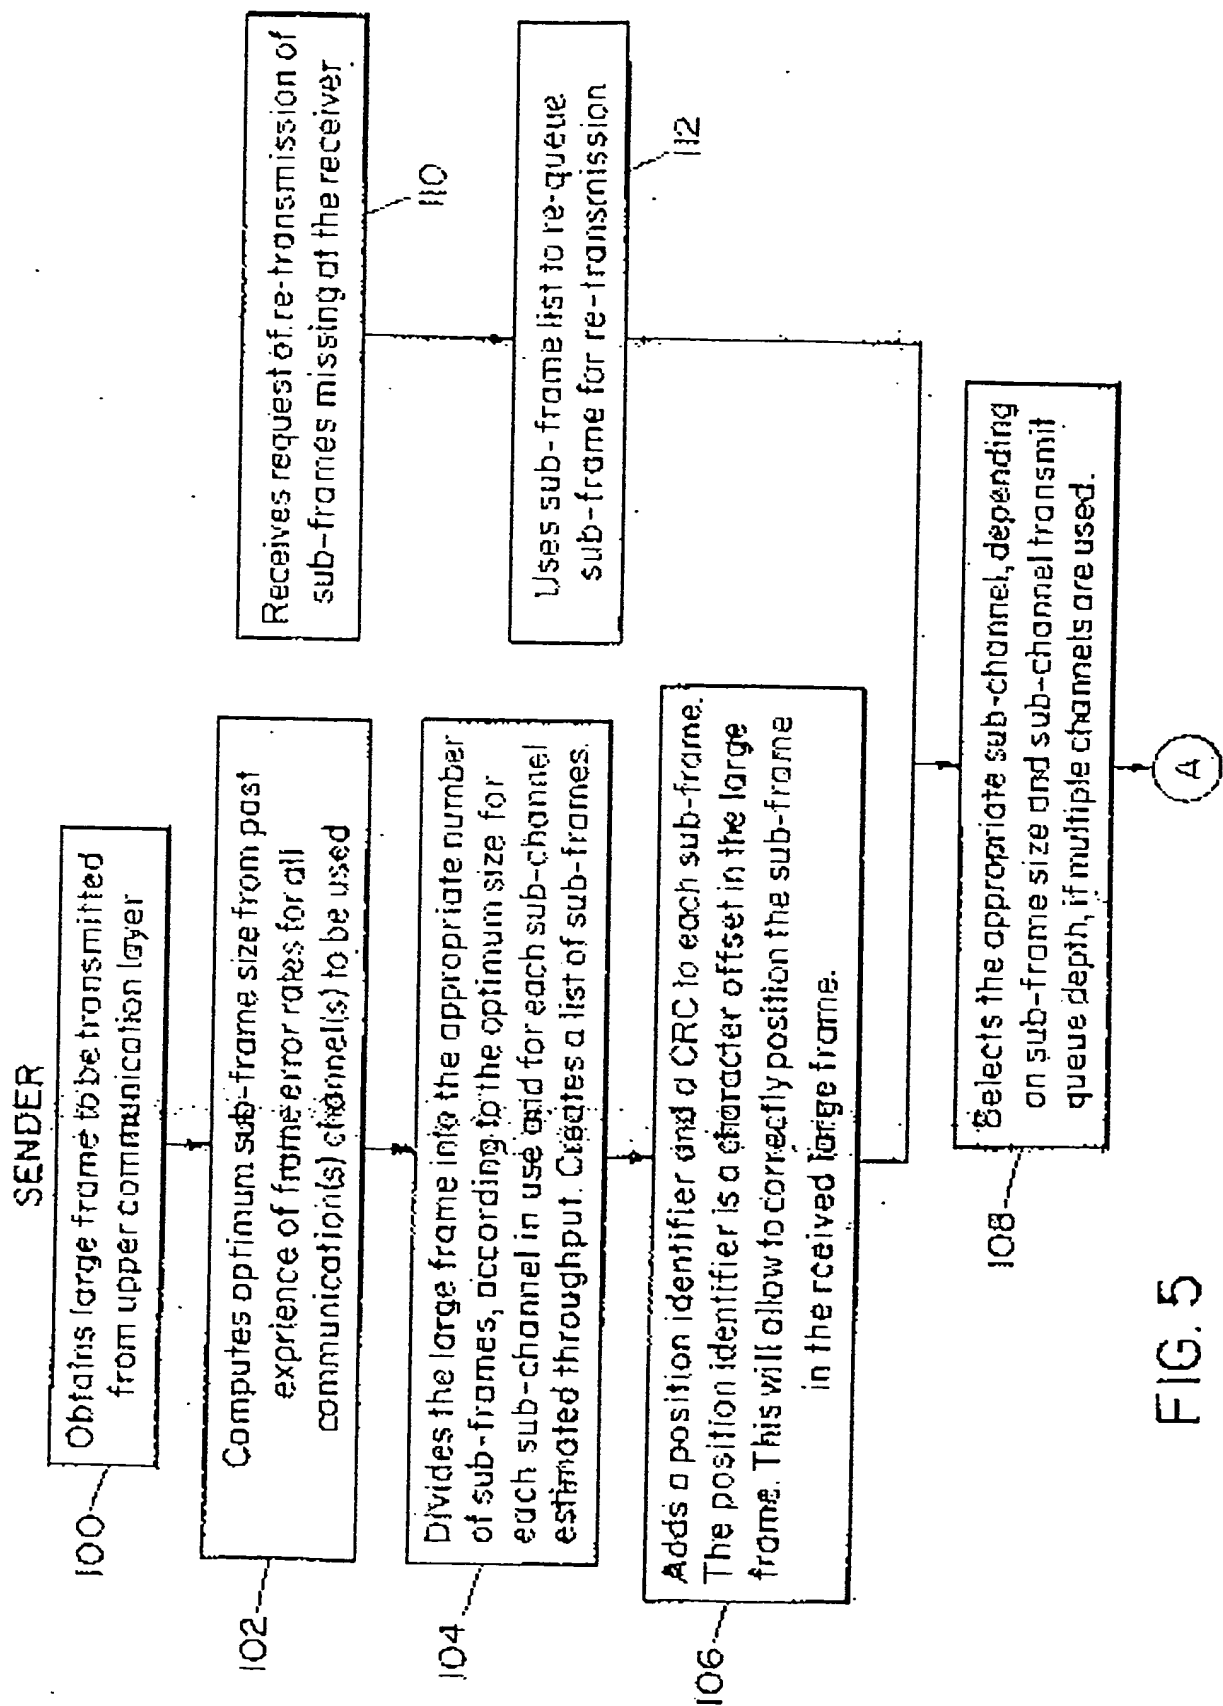 SENDER
Obtains large frame to be transmitted
from upper communication layer
100
Computes optimum sub-frame size from past
exprience of frame error rates for all
communication(s) channel(s) to be used
102
Divides the large frame into the appropriate number
of sub-frames, according to the optimum size for
each sub-channel in use and for each sub-channel
estimated throughput. Creates a list of sub-frames.
104
Adds a position identifier and a CRC to each sub-frame.
The position identifier is a character offset in the large
frame. This will allow to correctly position the sub-frame
in the rceived large frame.
106
Receives request of re-transmission of
sub-frames missing at the receiver
110
Uses sub-frame list to re-queue
sub-frame for re-transmission
112
Selects the appropriate sub-channel, depending
on sub-frame size and sub-channel transmit
queue depth, if multiple channels are used.
108
A
FIG. 5